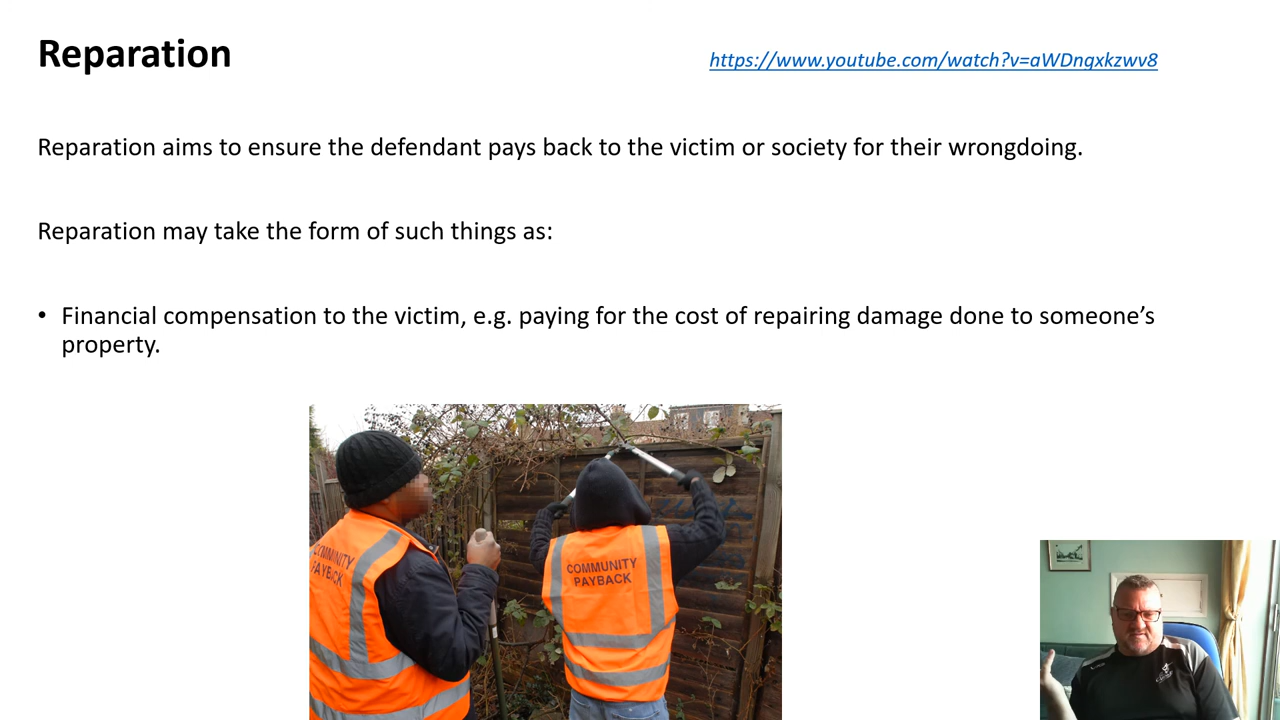 Reparation
https://www.youtube.com/watch?v=aWDngxkzwv8
Reparation aims to ensure the defendant pays back to the victim or society for their wrongdoing.
Reparation may take the form of such things as:
• Financial compensation to the victim, e.g. paying for the cost of repairing damage done to someone’s
property.
COMMUNITY
PAYBACK
COMMUNITY
PAYBACK